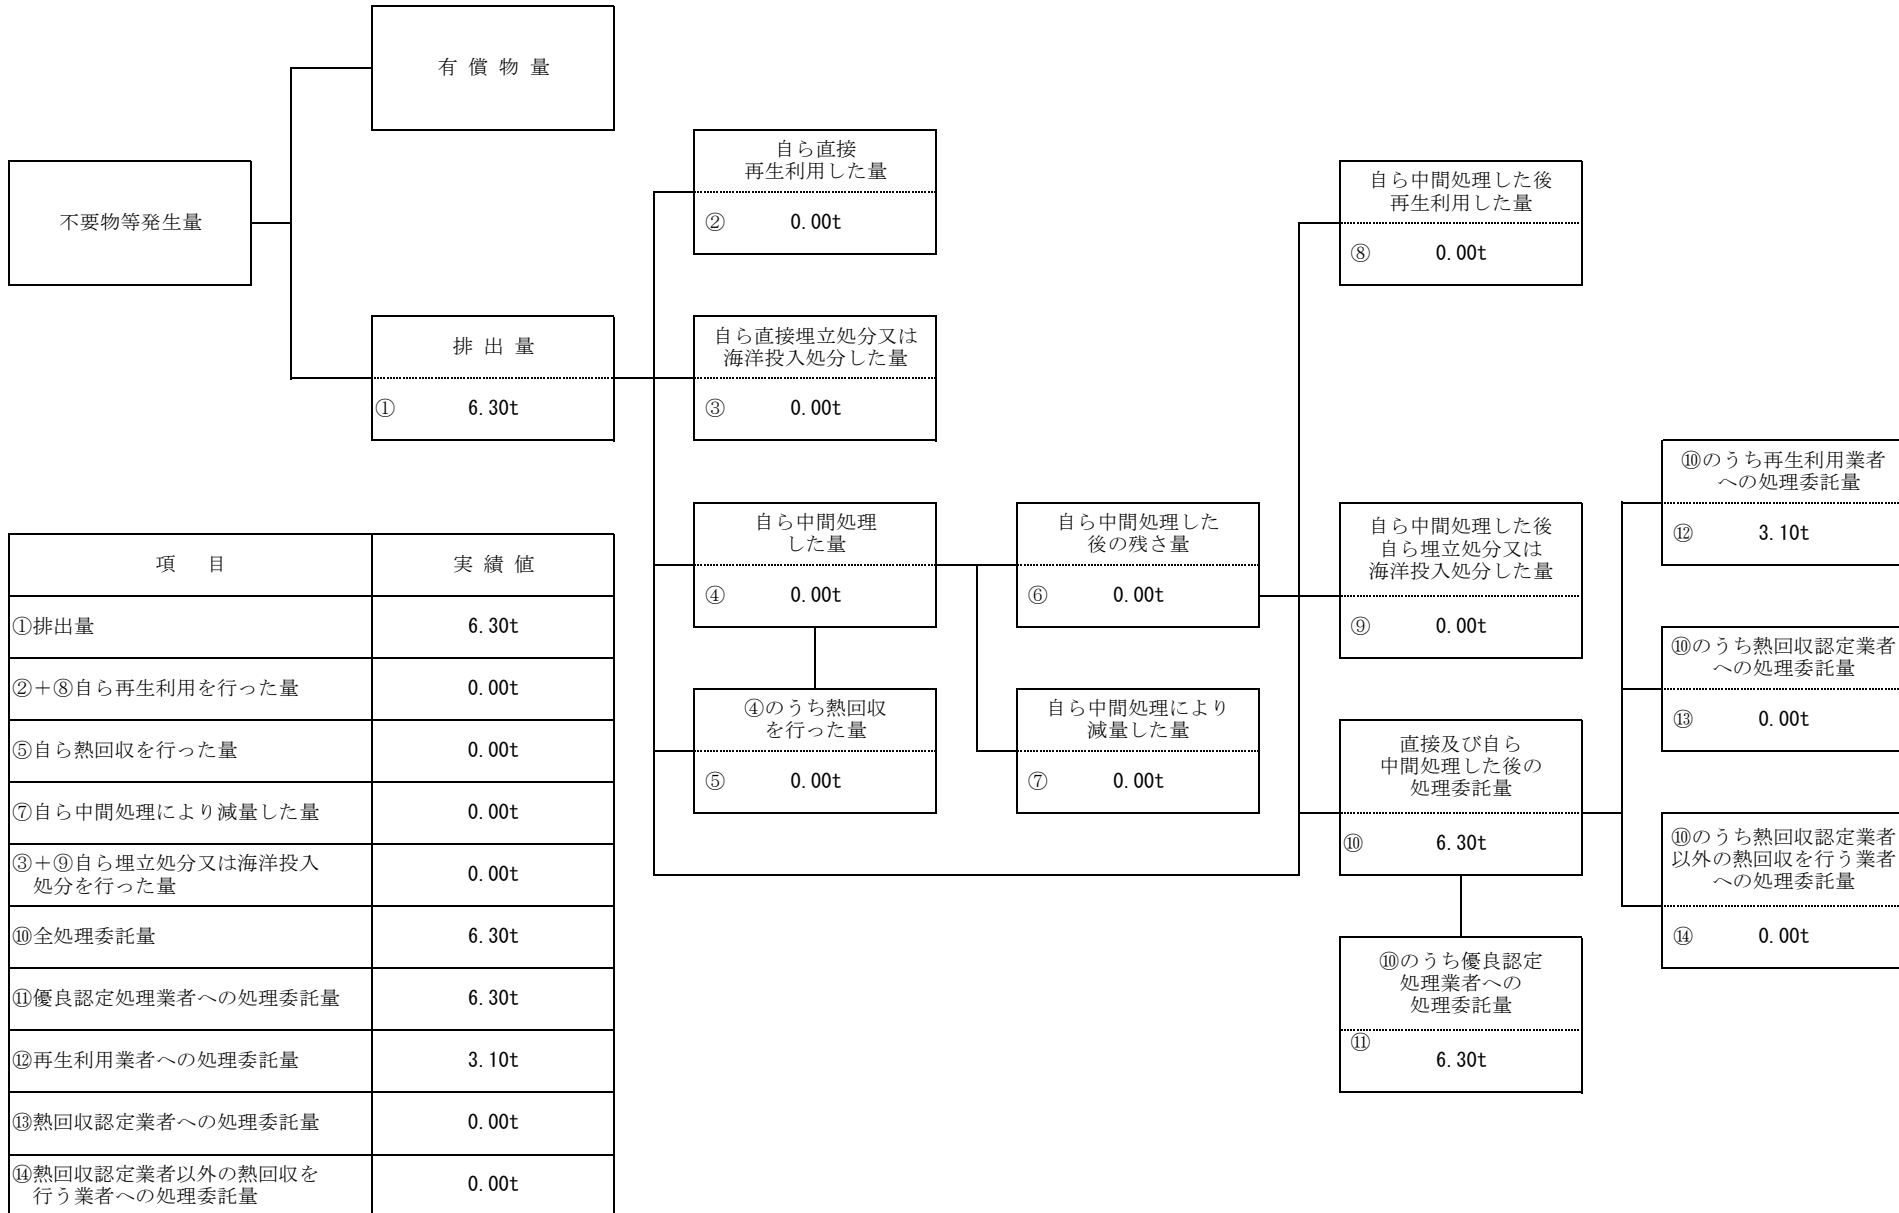 有 償 物 量
不要物等発生量
排 出 量
① 6.30t
自ら直接
再生利用した量
② 0.00t
自ら直接埋立処分又は
海洋投入処分した量
③ 0.00t
自ら中間処理
した量
④ 0.00t
④のうち熱回収
を行った量
⑤ 0.00t
自ら中間処理した
後の残さ量
⑥ 0.00t
自ら中間処理により
減量した量
⑦ 0.00t
自ら中間処理した後
再生利用した量
⑧ 0.00t
自ら中間処理した後
自ら埋立処分又は
海洋投入処分した量
⑨ 0.00t
直接及び自ら
中間処理した後の
処理委託量
⑩ 6.30t
⑩のうち優良認定
処理業者への
処理委託量
⑪
6.30t
⑩のうち再生利用業者
への処理委託量
⑫ 3.10t
⑩のうち熱回収認定業者
への処理委託量
⑬ 0.00t
⑩のうち熱回収認定業者
以外の熱回収を行う業者
への処理委託量
⑭ 0.00t
項 目 実 績 値
①排出量 6.30t
②＋⑧自ら再生利用を行った量 0.00t
⑤自ら熱回収を行った量 0.00t
⑦自ら中間処理により減量した量 0.00t
③＋⑨自ら埋立処分又は海洋投入
処分を行った量 0.00t
⑩全処理委託量 6.30t
⑪優良認定処理業者への処理委託量 6.30t
⑫再生利用業者への処理委託量 3.10t
⑬熱回収認定業者への処理委託量 0.00t
⑭熱回収認定業者以外の熱回収を
行う業者への処理委託量 0.00t